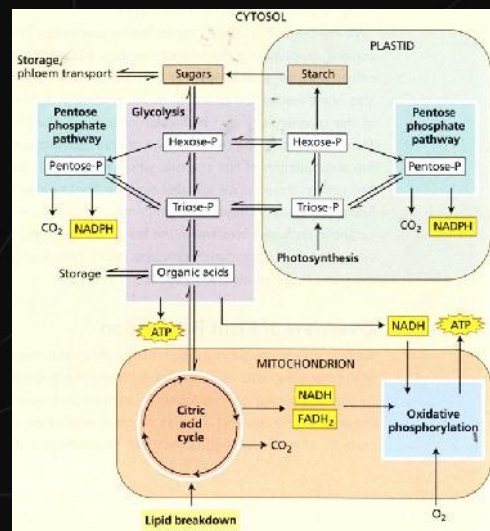 CYTOSOL
PLASTID
Storage,
phloem transport
Sugars
Starch
Pentose
phosphate
pathway
Glycolysis
Hexose-P
Hexose-P
Pentose
phosphate
pathway
Pentose-P
Pentose-P
Triose-P
Triose-P
CO₂
NADPH
CO₂
NADPH
Photosynthesis
Storage
Organic acids
ATP
NADH
ATP
MITOCHONDRION
Citric
acid
cycle
NADH
FADH₂
CO₂
Oxidative
phosphorylation
Lipid breakdown
O₂